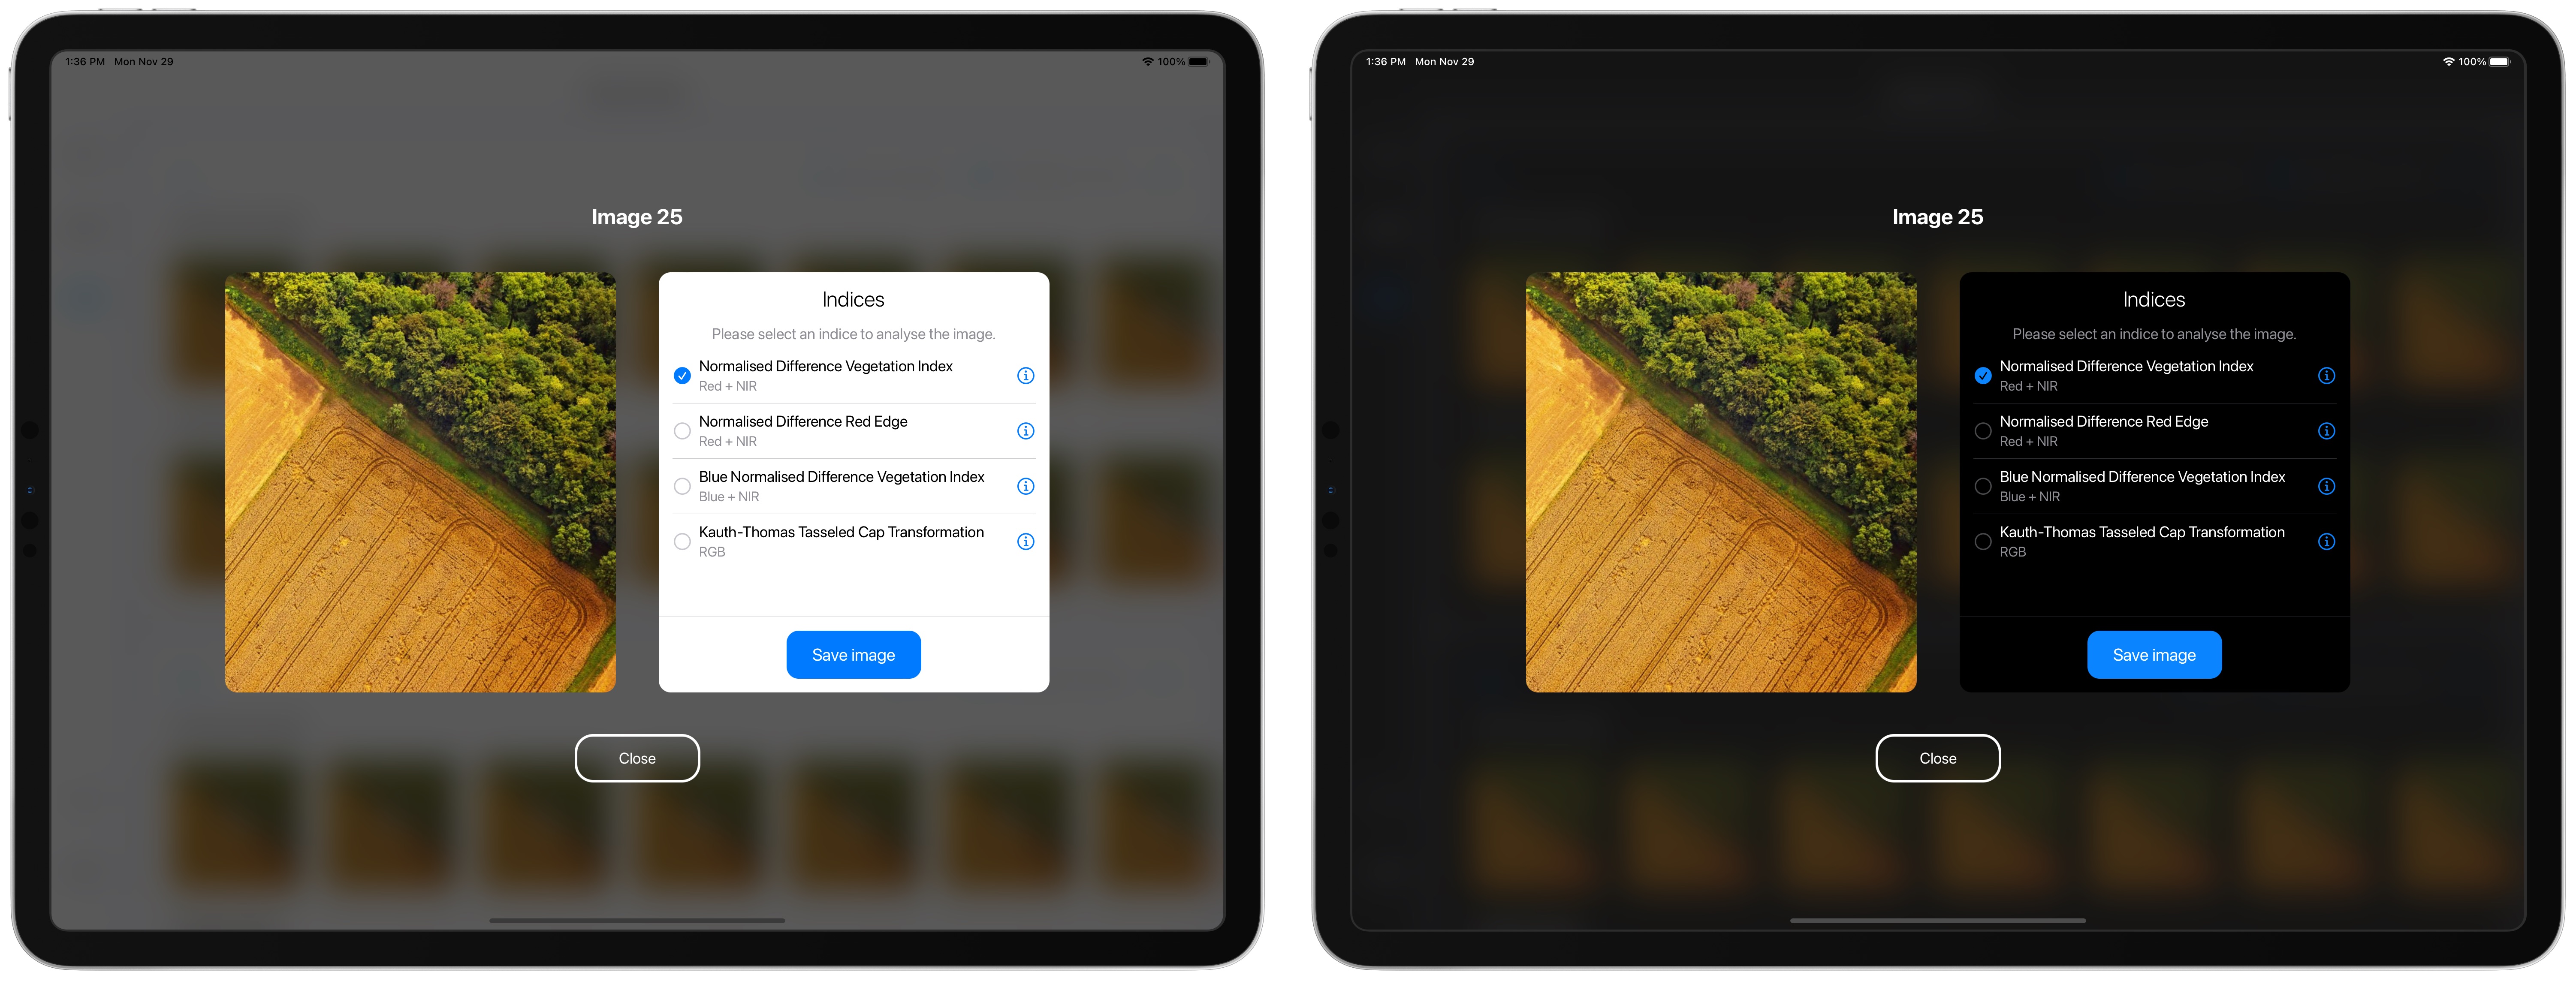 1:36 PM Mon Nov 29
100%
Image 25
Indices
Please select an indice to analyse the image.
Normalised Difference Vegetation Index
Red + NIR
Normalised Difference Red Edge
Red + NIR
Blue Normalised Difference Vegetation Index
Blue + NIR
Kauth-Thomas Tasseled Cap Transformation
RGB
Save image
Close
1:36 PM Mon Nov 29
100%
Image 25
Indices
Please select an indice to analyse the image.
Normalised Difference Vegetation Index
Red + NIR
Normalised Difference Red Edge
Red + NIR
Blue Normalised Difference Vegetation Index
Blue + NIR
Kauth-Thomas Tasseled Cap Transformation
RGB
Save image
Close